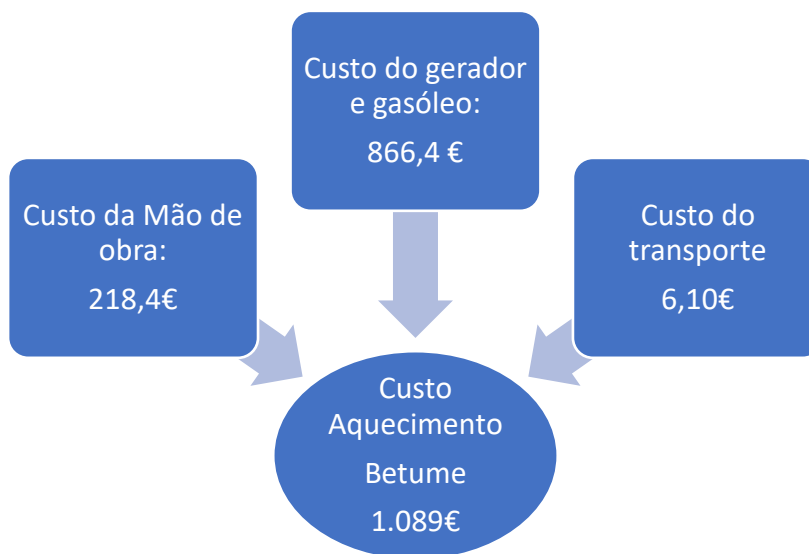 Custo do gerador
e gasóleo:
866,4 €
Custo da Mão de
obra:
218,4€
Custo do
transporte
6,10€
Custo
Aquecimento
Betume
1.089€